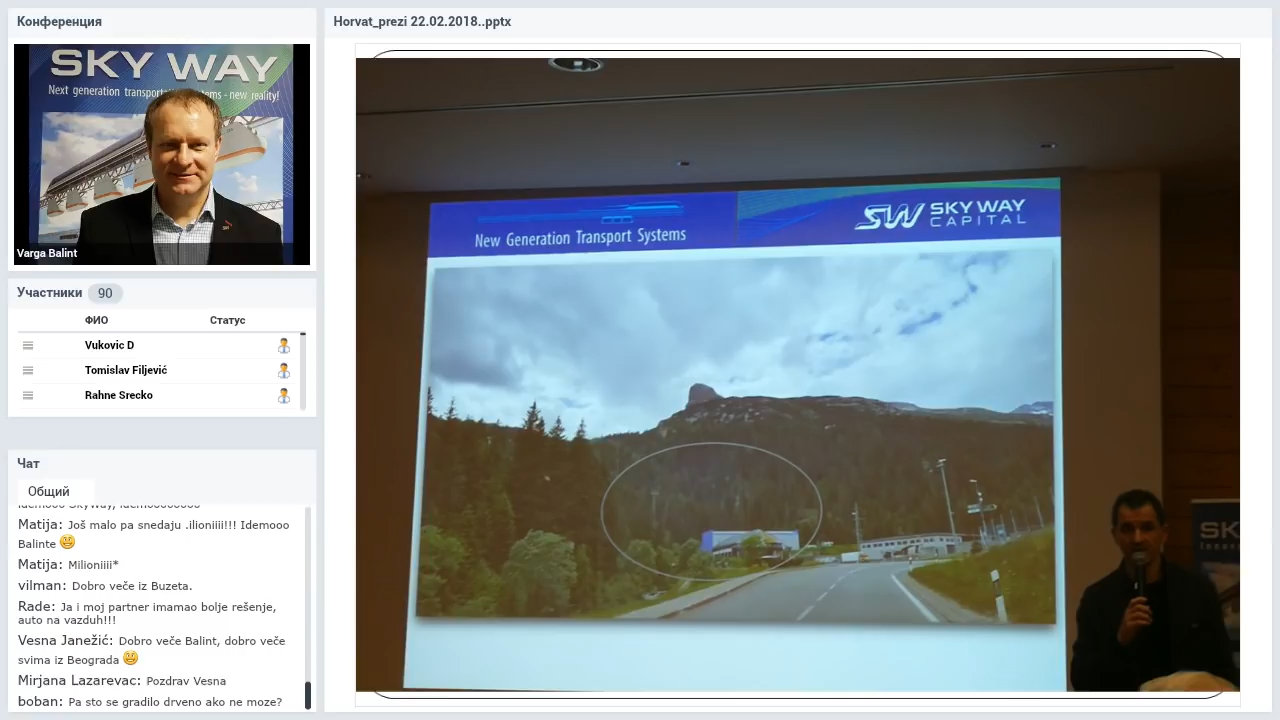 Конференция
SKY WAY
Next generation transport
ems - new reality!
Varga Balint
Участники 90
ФИО Статус
Vukovic D
Tomislav Filjević
Rahne Srecko
Чат
Общий
Matija: Još malo pa snedaju .ilioniiii!!! Idemooo
Balinte
Matija: Milioniiii*
vilman: Dobro veče iz Buzeta.
Rade: Ja i moj partner imamao bolje rešenje,
auto na vazduh!!!
Vesna Janežić: Dobro veče Balint, dobro veče
svima iz Beograda
Mirjana Lazarevac: Pozdrav Vesna
boban: Pa sto se gradilo drveno ako ne moze?
Horvat_prezi 22.02.2018..pptx
New Generation Transport Systems
SW SKY WAY
CAPITAL
SK